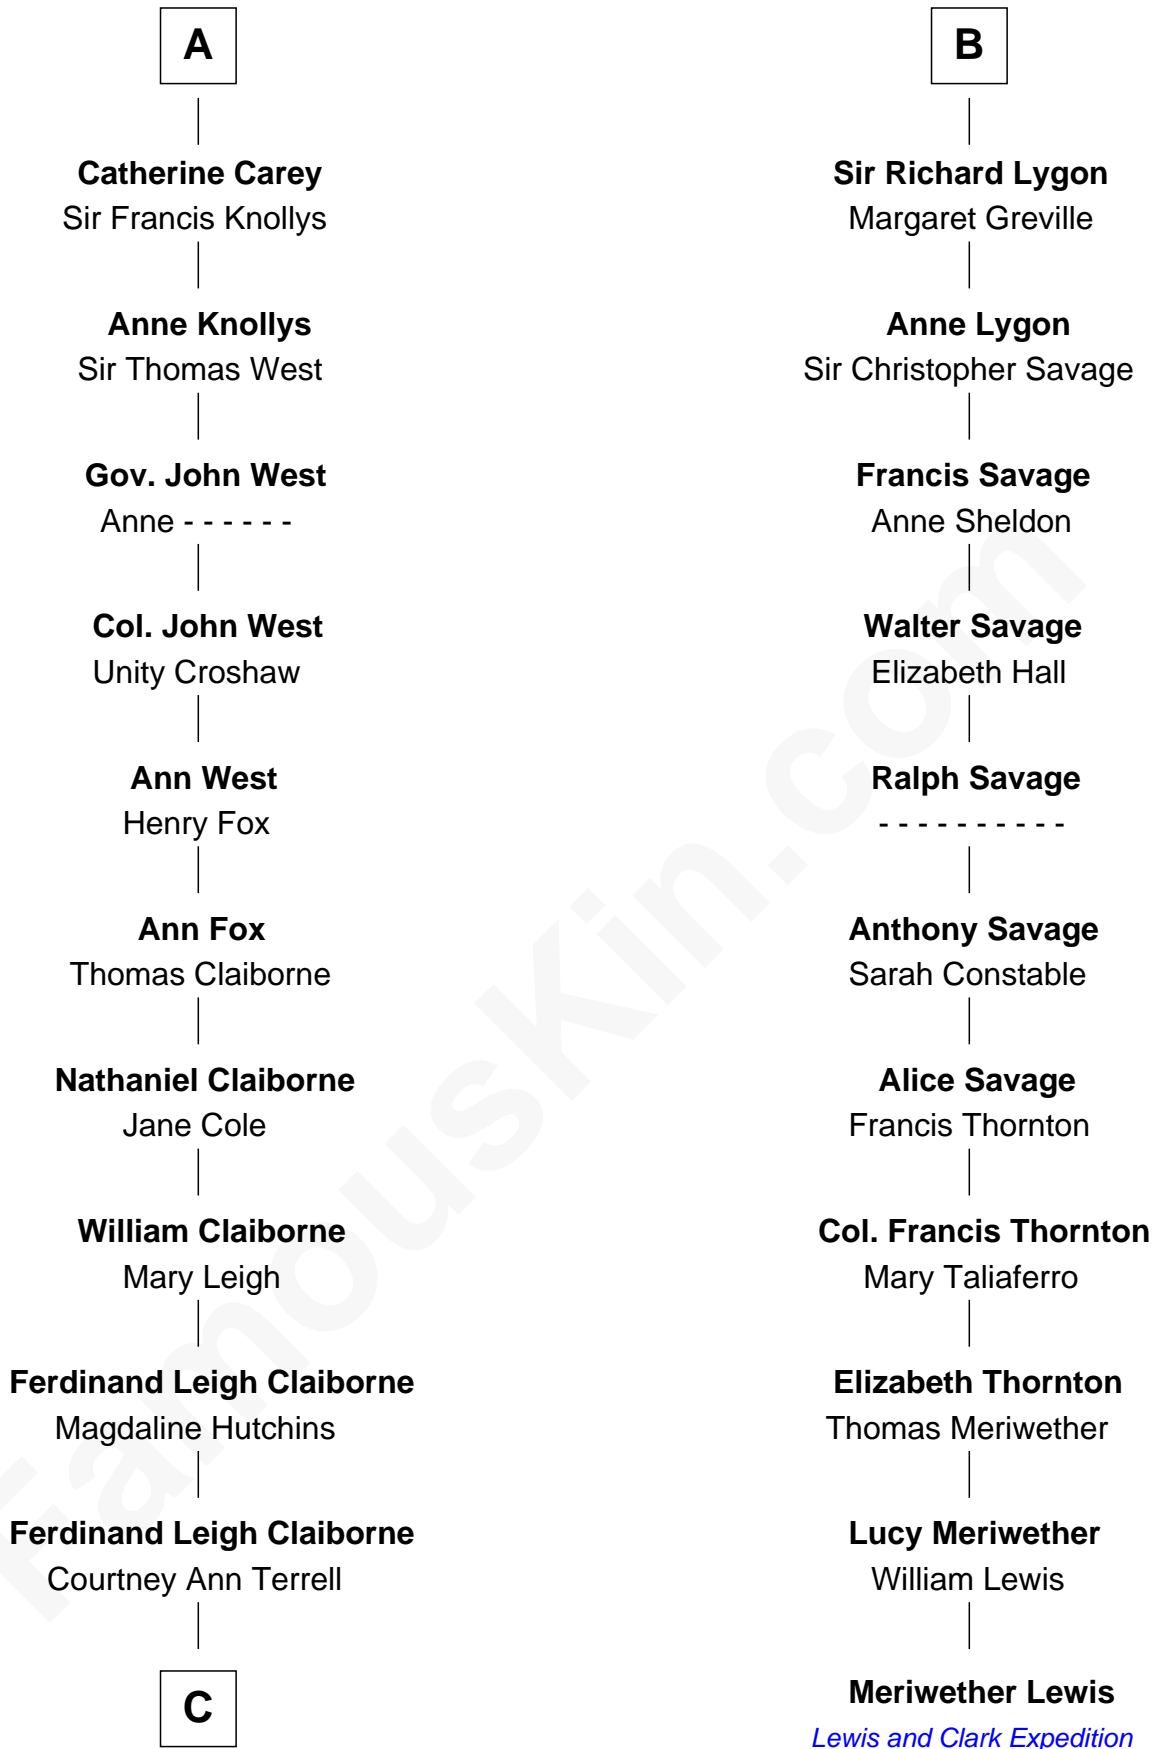 A
Catherine Carey
Sir Francis Knollys
Anne Knollys
Sir Thomas West
Gov. John West
Anne - - - - - -
Col. John West
Unity Croshaw
Ann West
Henry Fox
Ann Fox
Thomas Claiborne
Nathaniel Claiborne
Jane Cole
William Claiborne
Mary Leigh
Ferdinand Leigh Claiborne
Magdaline Hutchins
Ferdinand Leigh Claiborne
Courtney Ann Terrell
C
B
Sir Richard Lygon
Margaret Greville
Anne Lygon
Sir Christopher Savage
Francis Savage
Anne Sheldon
Walter Savage
Elizabeth Hall
Ralph Savage
- - - - - - - - - -
Anthony Savage
Sarah Constable
Alice Savage
Francis Thornton
Col. Francis Thornton
Mary Taliaferro
Elizabeth Thornton
Thomas Meriwether
Lucy Meriwether
William Lewis
Meriwether Lewis
Lewis and Clark Expedition
FamousKin.com